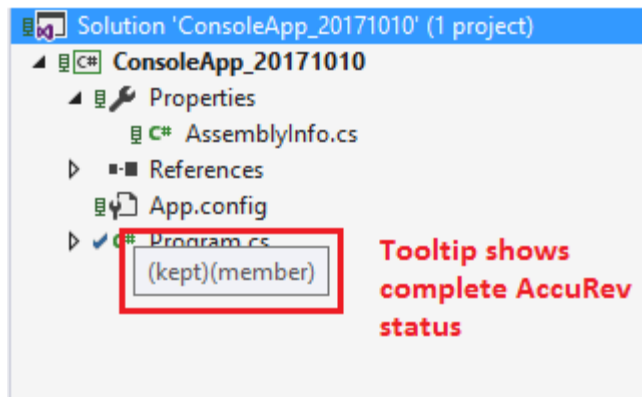 Solution 'ConsoleApp_20171010' (1 project)
C# ConsoleApp_20171010
Properties
C# AssemblyInfo.cs
References
App.config
C# Program.cs
(kept)(member)
Tooltip shows
complete AccuRev
status